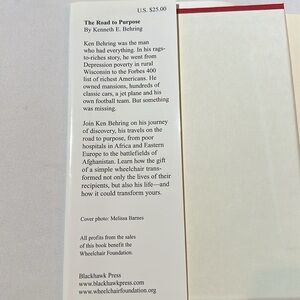 U.S. $25.00
The Road to Purpose
By Kenneth E. Behring
Ken Behring was the man
who had everything. In his rags-
to-riches story, he went from
Depression poverty in rural
Wisconsin to the Forbes 400
list of richest Americans. He
owned mansions, hundreds of
classic cars, a jet plane and his
own football team. But something
was missing.
Join Ken Behring on his journey
of discovery, his travels on the
road to purpose, from poor
hospitals in Africa and Eastern
Europe to the battlefields of
Afghanistan. Learn how the gift
of a simple wheelchair trans-
formed not only the lives of their
recipients, but also his life—and
how it could transform yours.
Cover photo: Melissa Barnes
All profits from the sales
of this book benefit the
Wheelchair Foundation.
Blackhawk Press
www.blackhawkpress.com
www.wheelchairfoundation.org